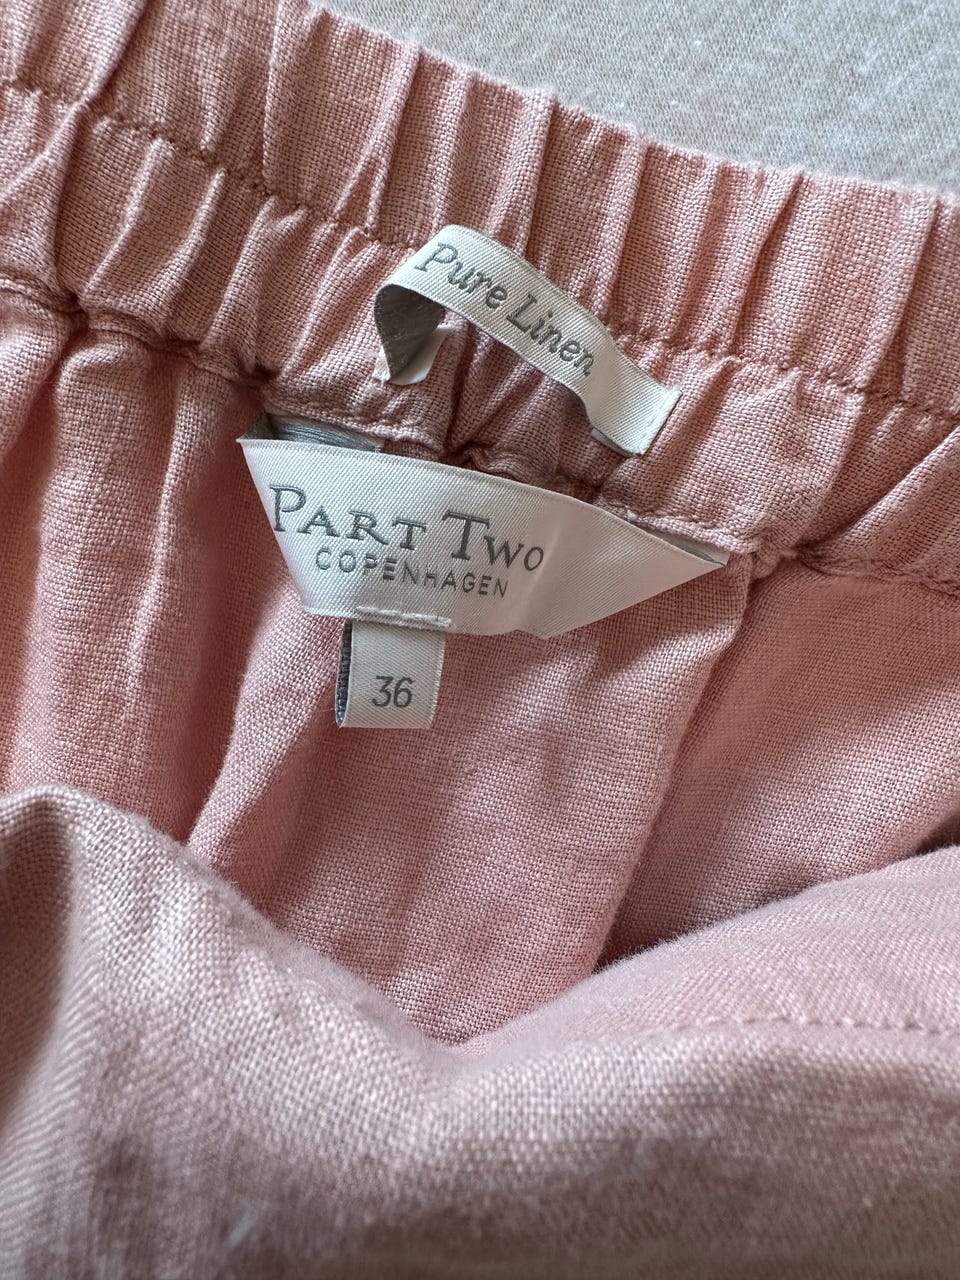 Pure Linen
PART TWO
COPENHAGEN
36